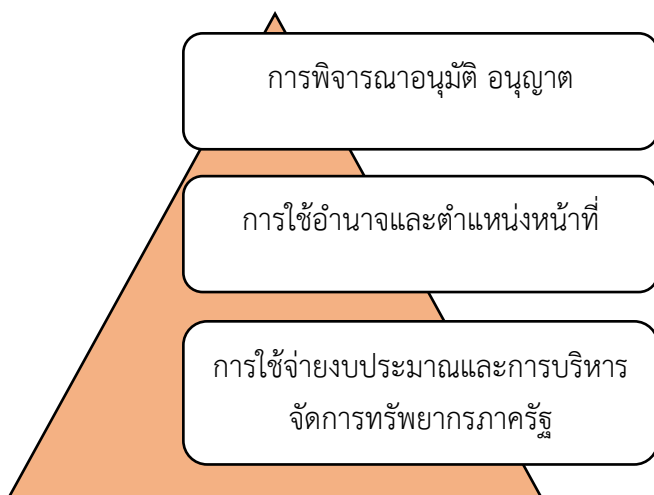 การพิจารณาอนุมัติ อนุญาต
การใช้อำนาจและตำแหน่งหน้าที่
การใช้จ่ายงบประมาณและการบริหาร
จัดการทรัพยากรภาครัฐ